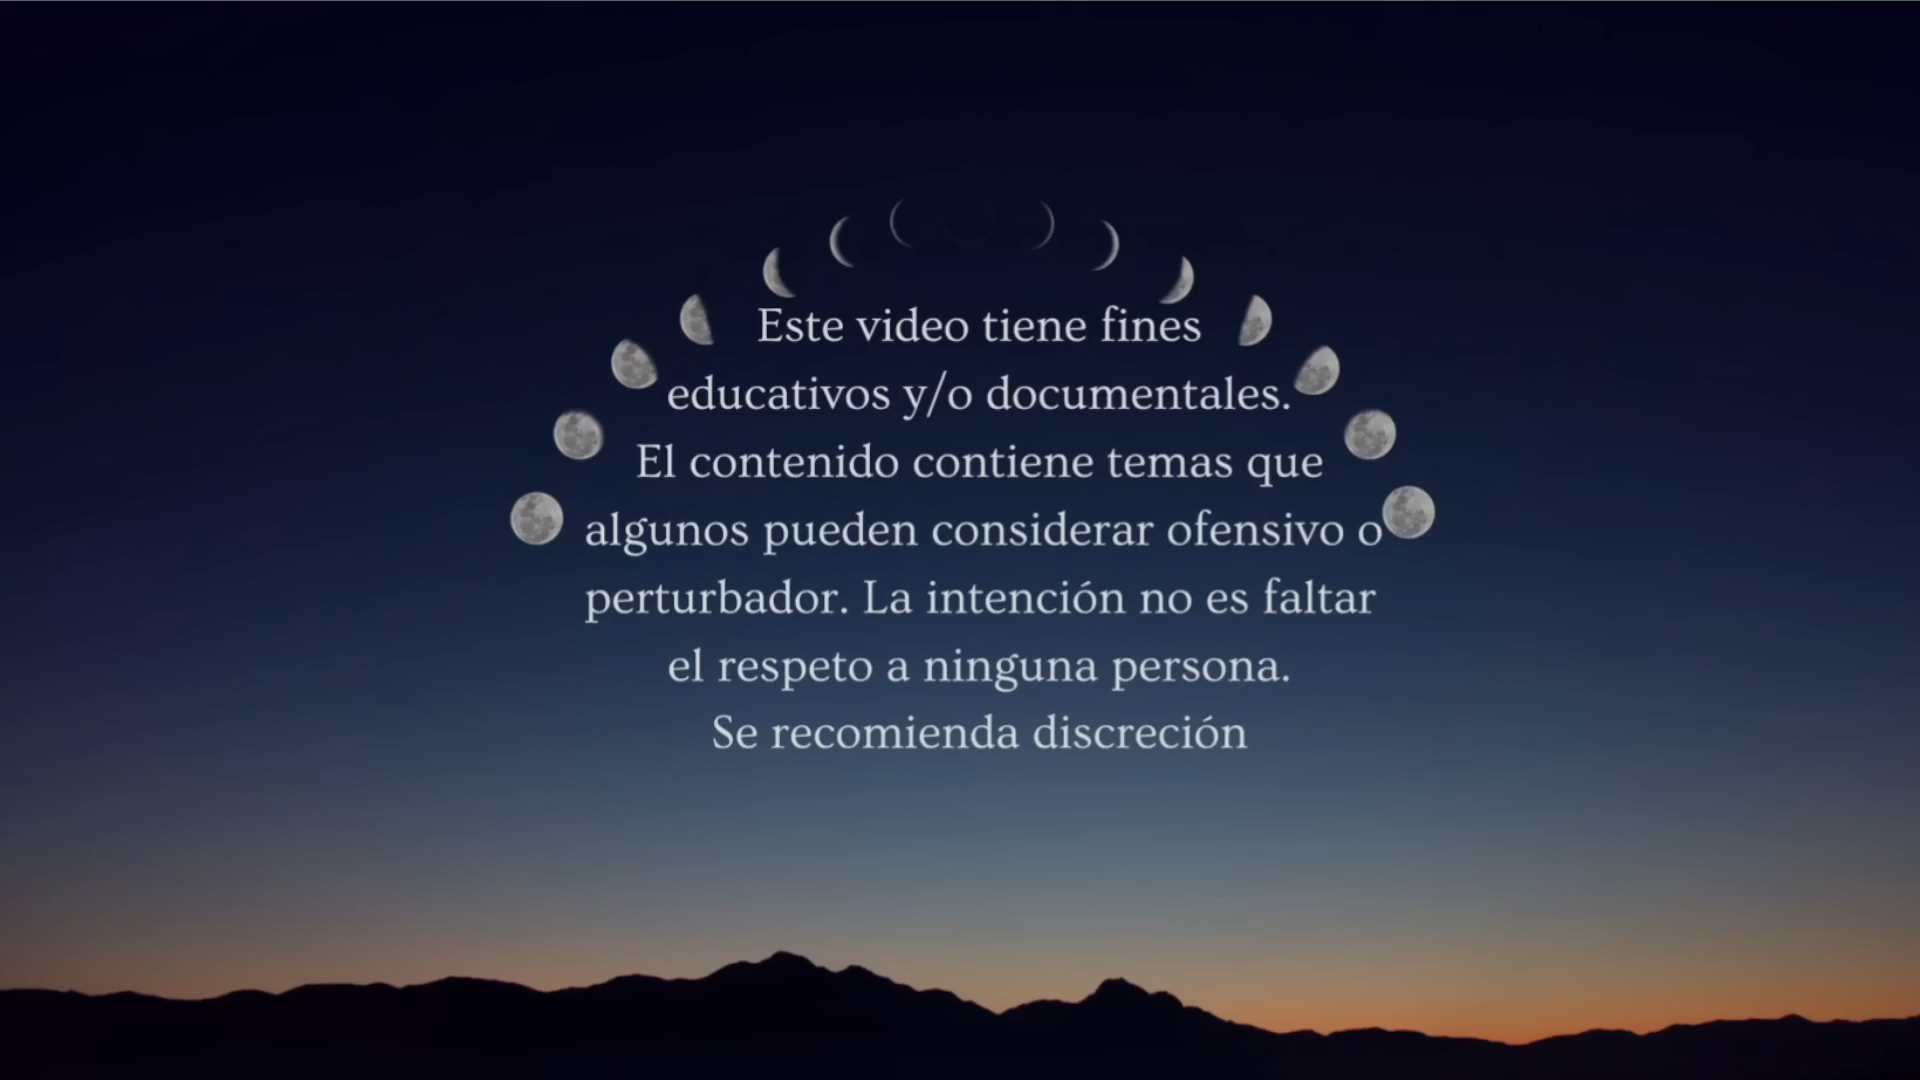 Este video tiene fines
educativos y/o documentales.
El contenido contiene temas que
algunos pueden considerar ofensivo o
perturbador. La intención no es faltar
el respeto a ninguna persona.
Se recomienda discreción